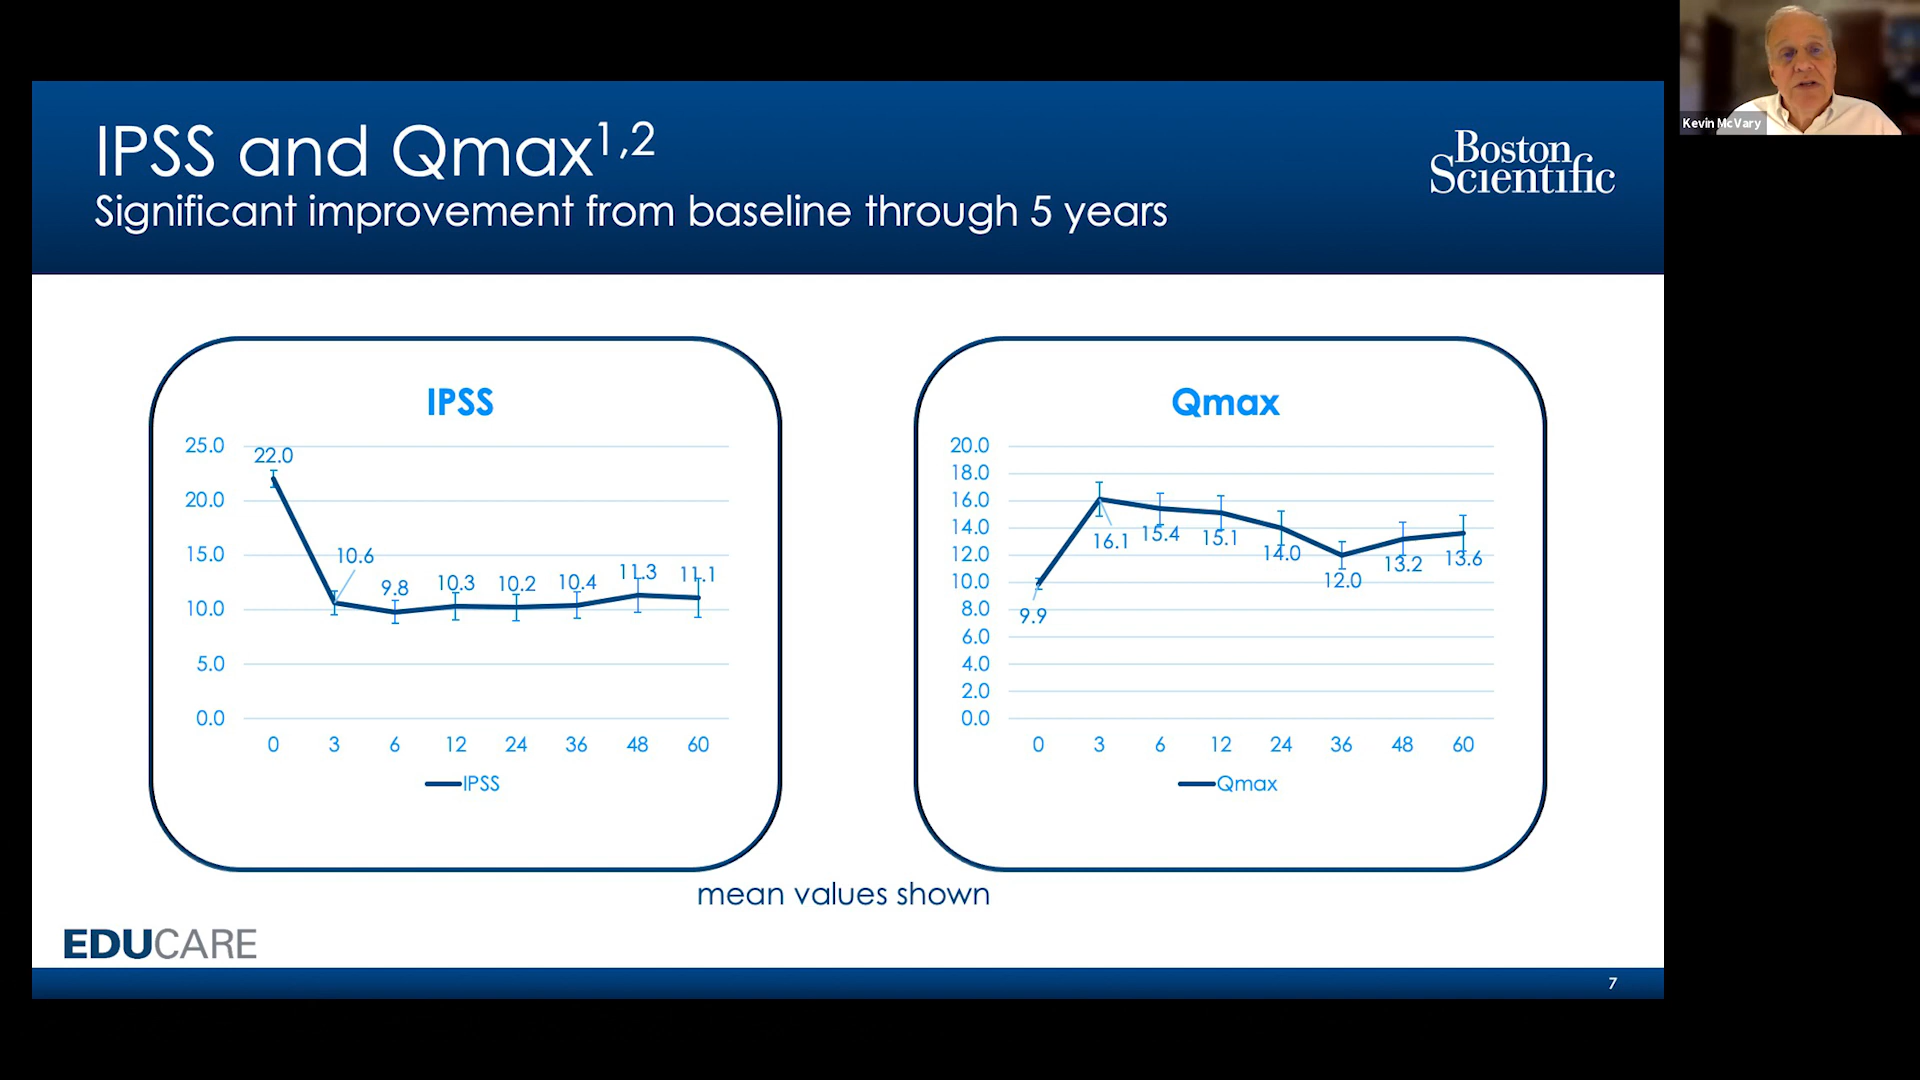 IPSS and Qmax1,2
Significant improvement from baseline through 5 years
Boston
Scientific
Kevin McVary
IPSS
25.0
20.0
15.0
10.0
5.0
0.0
22.0
10.6
9.8
10.3
10.2
10.4
11.3
11.1
0 3 6 12 24 36 48 60
IPSS
Qmax
20.0
18.0
16.0
14.0
12.0
10.0
8.0
6.0
4.0
2.0
0.0
9.9
16.1
15.4
15.1
14.0
12.0
13.2
13.6
0 3 6 12 24 36 48 60
Qmax
mean values shown
EDUCARE
7